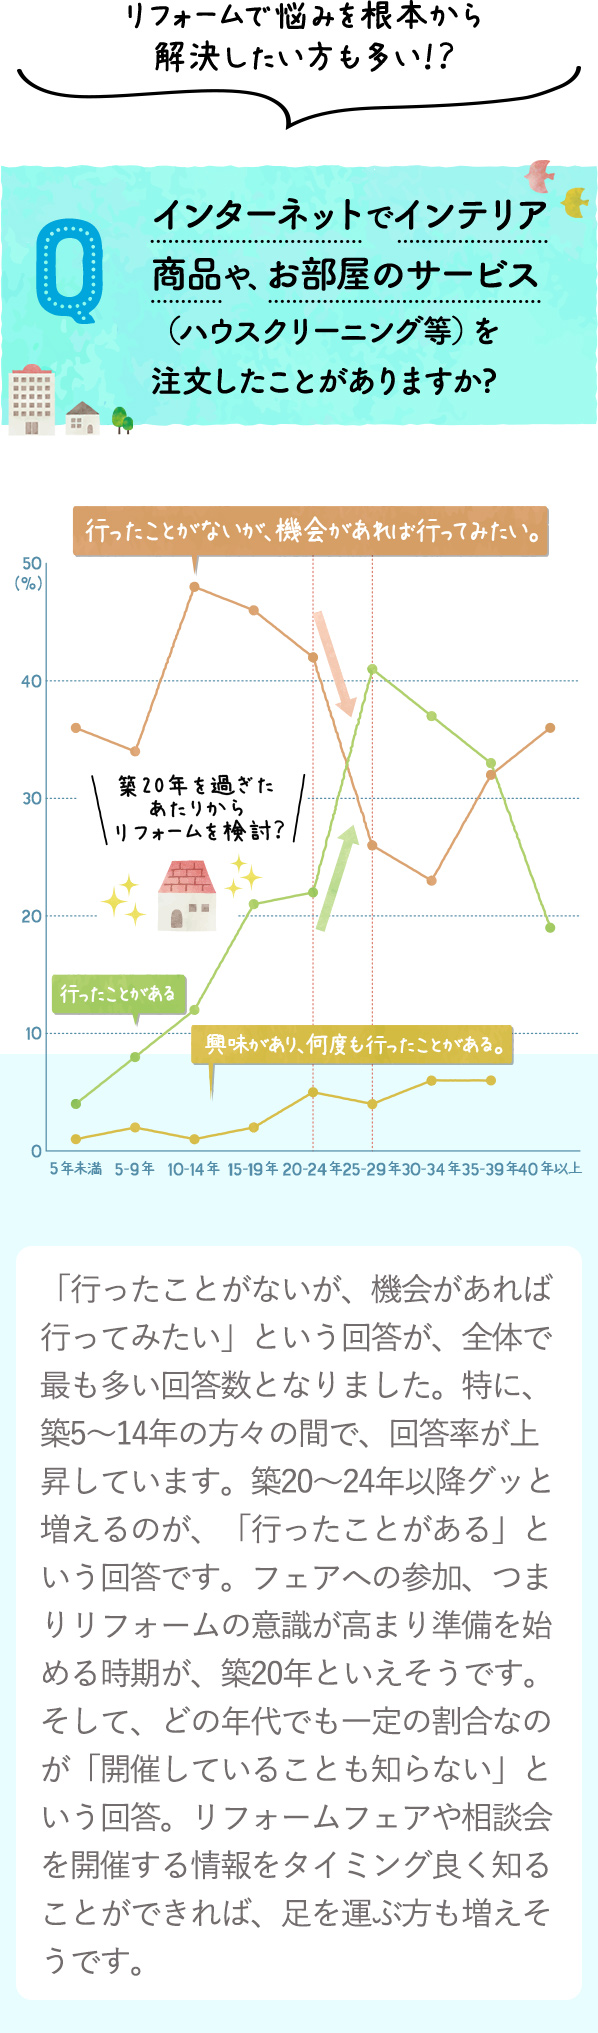 リフォームで悩みを根本から
解決したい方も多い!?
Q
インターネットでインテリア
商品や、お部屋のサービス
（ハウスクリーニング等）を
注文したことがありますか?
行ったことがないが、機会があれば行ってみたい。
50
(%)
40
30
20
10
0
築20年を過ぎた
あたりから
リフォームを検討?
行ったことがある
興味があり、何度も行ったことがある。
5年未満 5-9年 10-14年 15-19年 20-24年 25-29年 30-34年 35-39年 40年以上
「行ったことがないが、機会があれば
行ってみたい」という回答が、全体で
最も多い回答数となりました。特に、
築5～14年の方々の間で、回答率が上
昇しています。築20～24年以降グッと
増えるのが、「行ったことがある」と
いう回答です。フェアへの参加、つま
りリフォームの意識が高まり準備を始
める時期が、築20年といえそうです。
そして、どの年代でも一定の割合なの
が「開催していることも知らない」と
いう回答。リフォームフェアや相談会
を開催する情報をタイミング良く知る
ことができれば、足を運ぶ方も増えそ
うです。